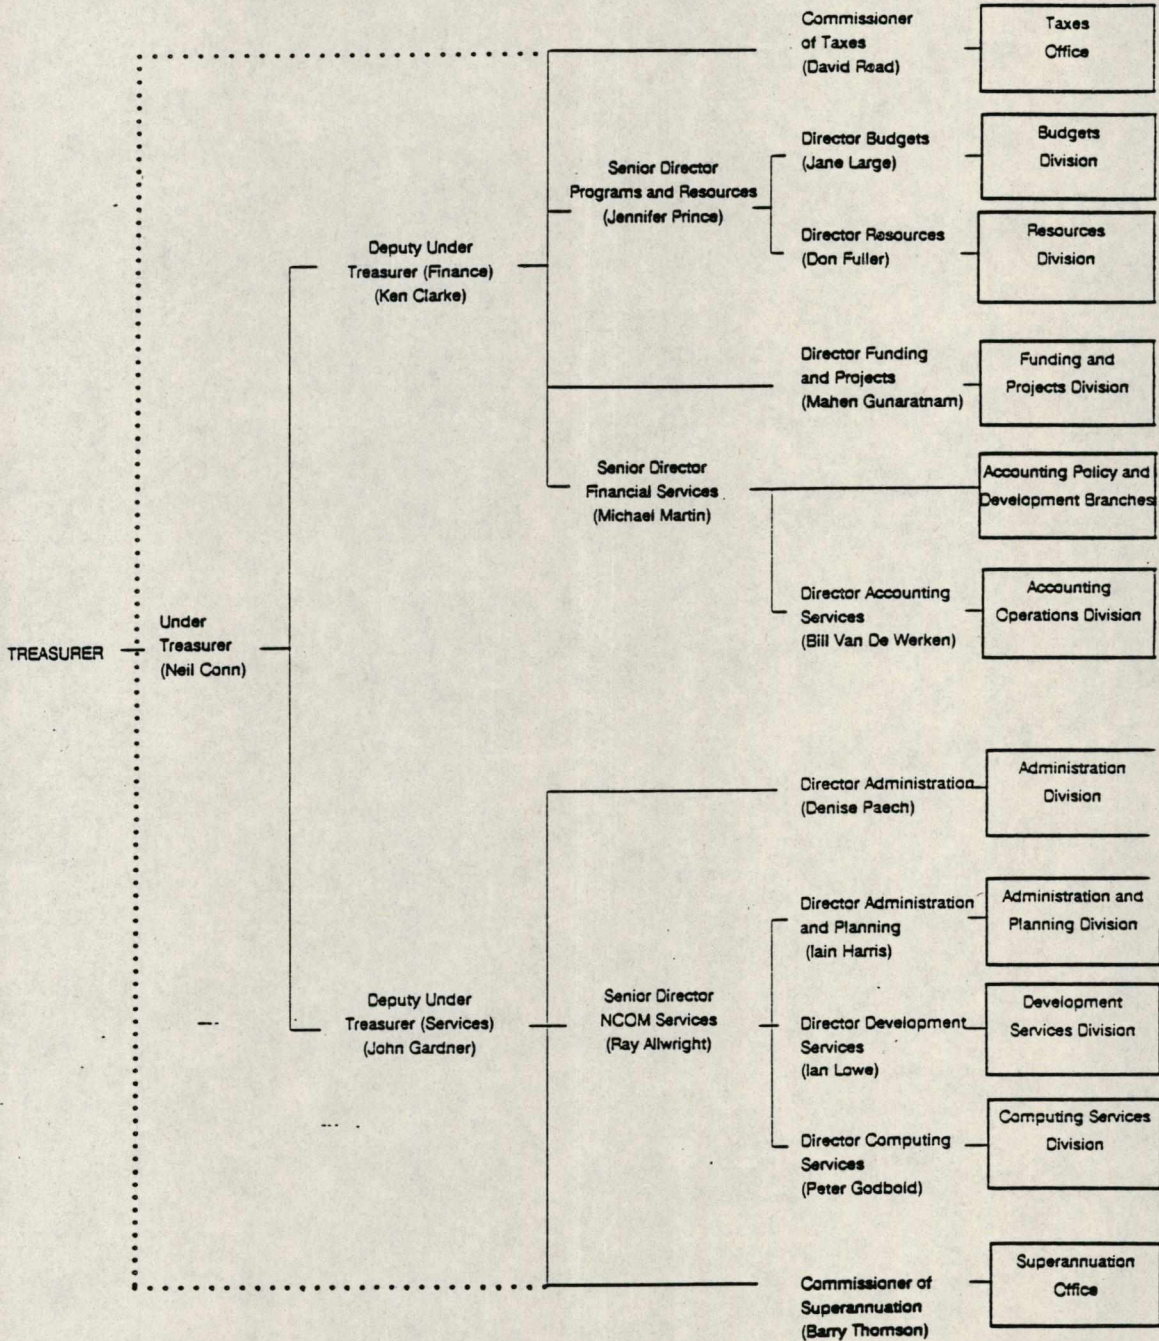 Commissioner
of Taxes
(David Read)
Taxes
Office
Director Budgets
(Jane Large)
Budgets
Division
Senior Director
Programs and Resources
(Jennifer Prince)
Director Resources
(Don Fuller)
Resources
Division
Deputy Under
Treasurer (Finance)
(Ken Clarke)
Director Funding
and Projects
(Mahen Gunaratnam)
Funding and
Projects Division
Senior Director
Financial Services
(Michael Martin)
Accounting Policy and
Development Branches
Director Accounting
Services
(Bill Van De Werken)
Accounting
Operations Division
TREASURER
Under
Treasurer
(Neil Conn)
Director Administration
(Denise Paech)
Administration
Division
Director Administration
and Planning
(Iain Harris)
Administration and
Planning Division
Deputy Under
Treasurer (Services)
(John Gardner)
Senior Director
NCOM Services
(Ray Allwright)
Director Development
Services
(Ian Lowe)
Development
Services Division
Director Computing
Services
(Peter Godbold)
Computing Services
Division
Commissioner of
Superannuation
(Barry Thomson)
Superannuation
Office